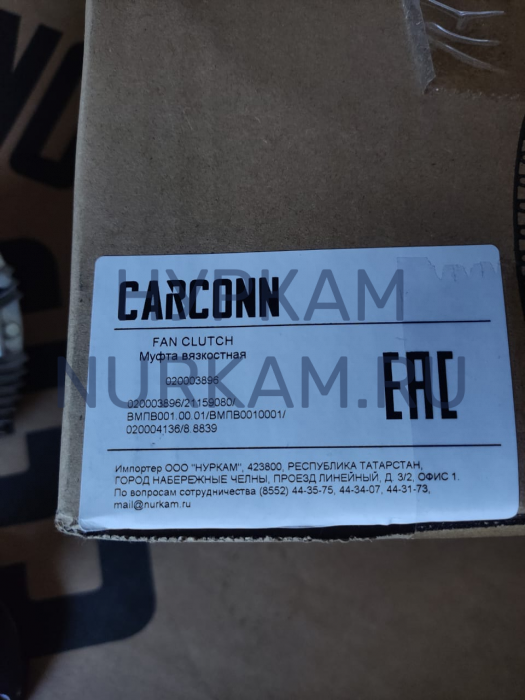 НУРКАМ
CARCONN
FAN CLUTCH
Муфта вязкостная
NURKAM.RU
020003896
EAC
020003896/21159080/
ВМПВ001.00.01/ВМПВ0010001/
020004136/8.8839
Импортер ООО "НУРКАМ", 423800, РЕСПУБЛИКА ТАТАРСТАН,
ГОРОД НАБЕРЕЖНЫЕ ЧЕЛНЫ, ПРОЕЗД ЛИНЕЙНЫЙ, Д. 3/2, ОФИС 1.
По вопросам сотрудничества (8552) 44-35-75, 44-34-07, 44-31-73,
mail@nurkam.ru